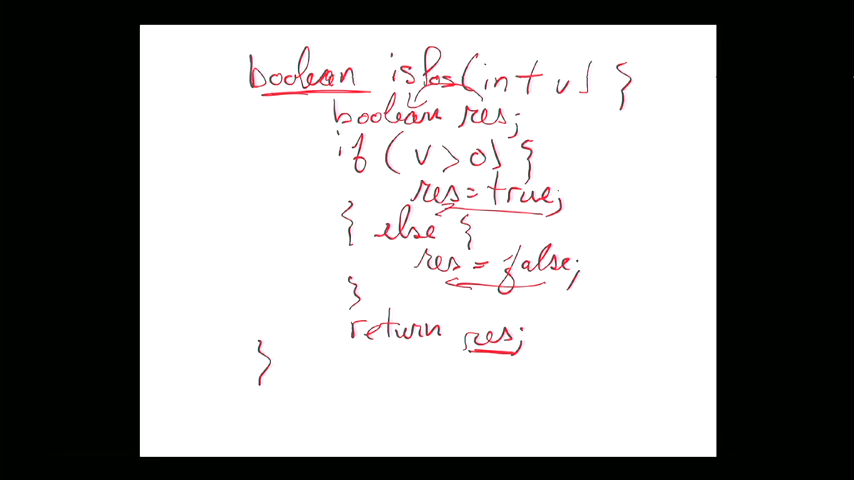 boolean isPos(int v) {
boolean res;
if (v>0) {
res=true;
{ else {
res = false;
}
return res;
}